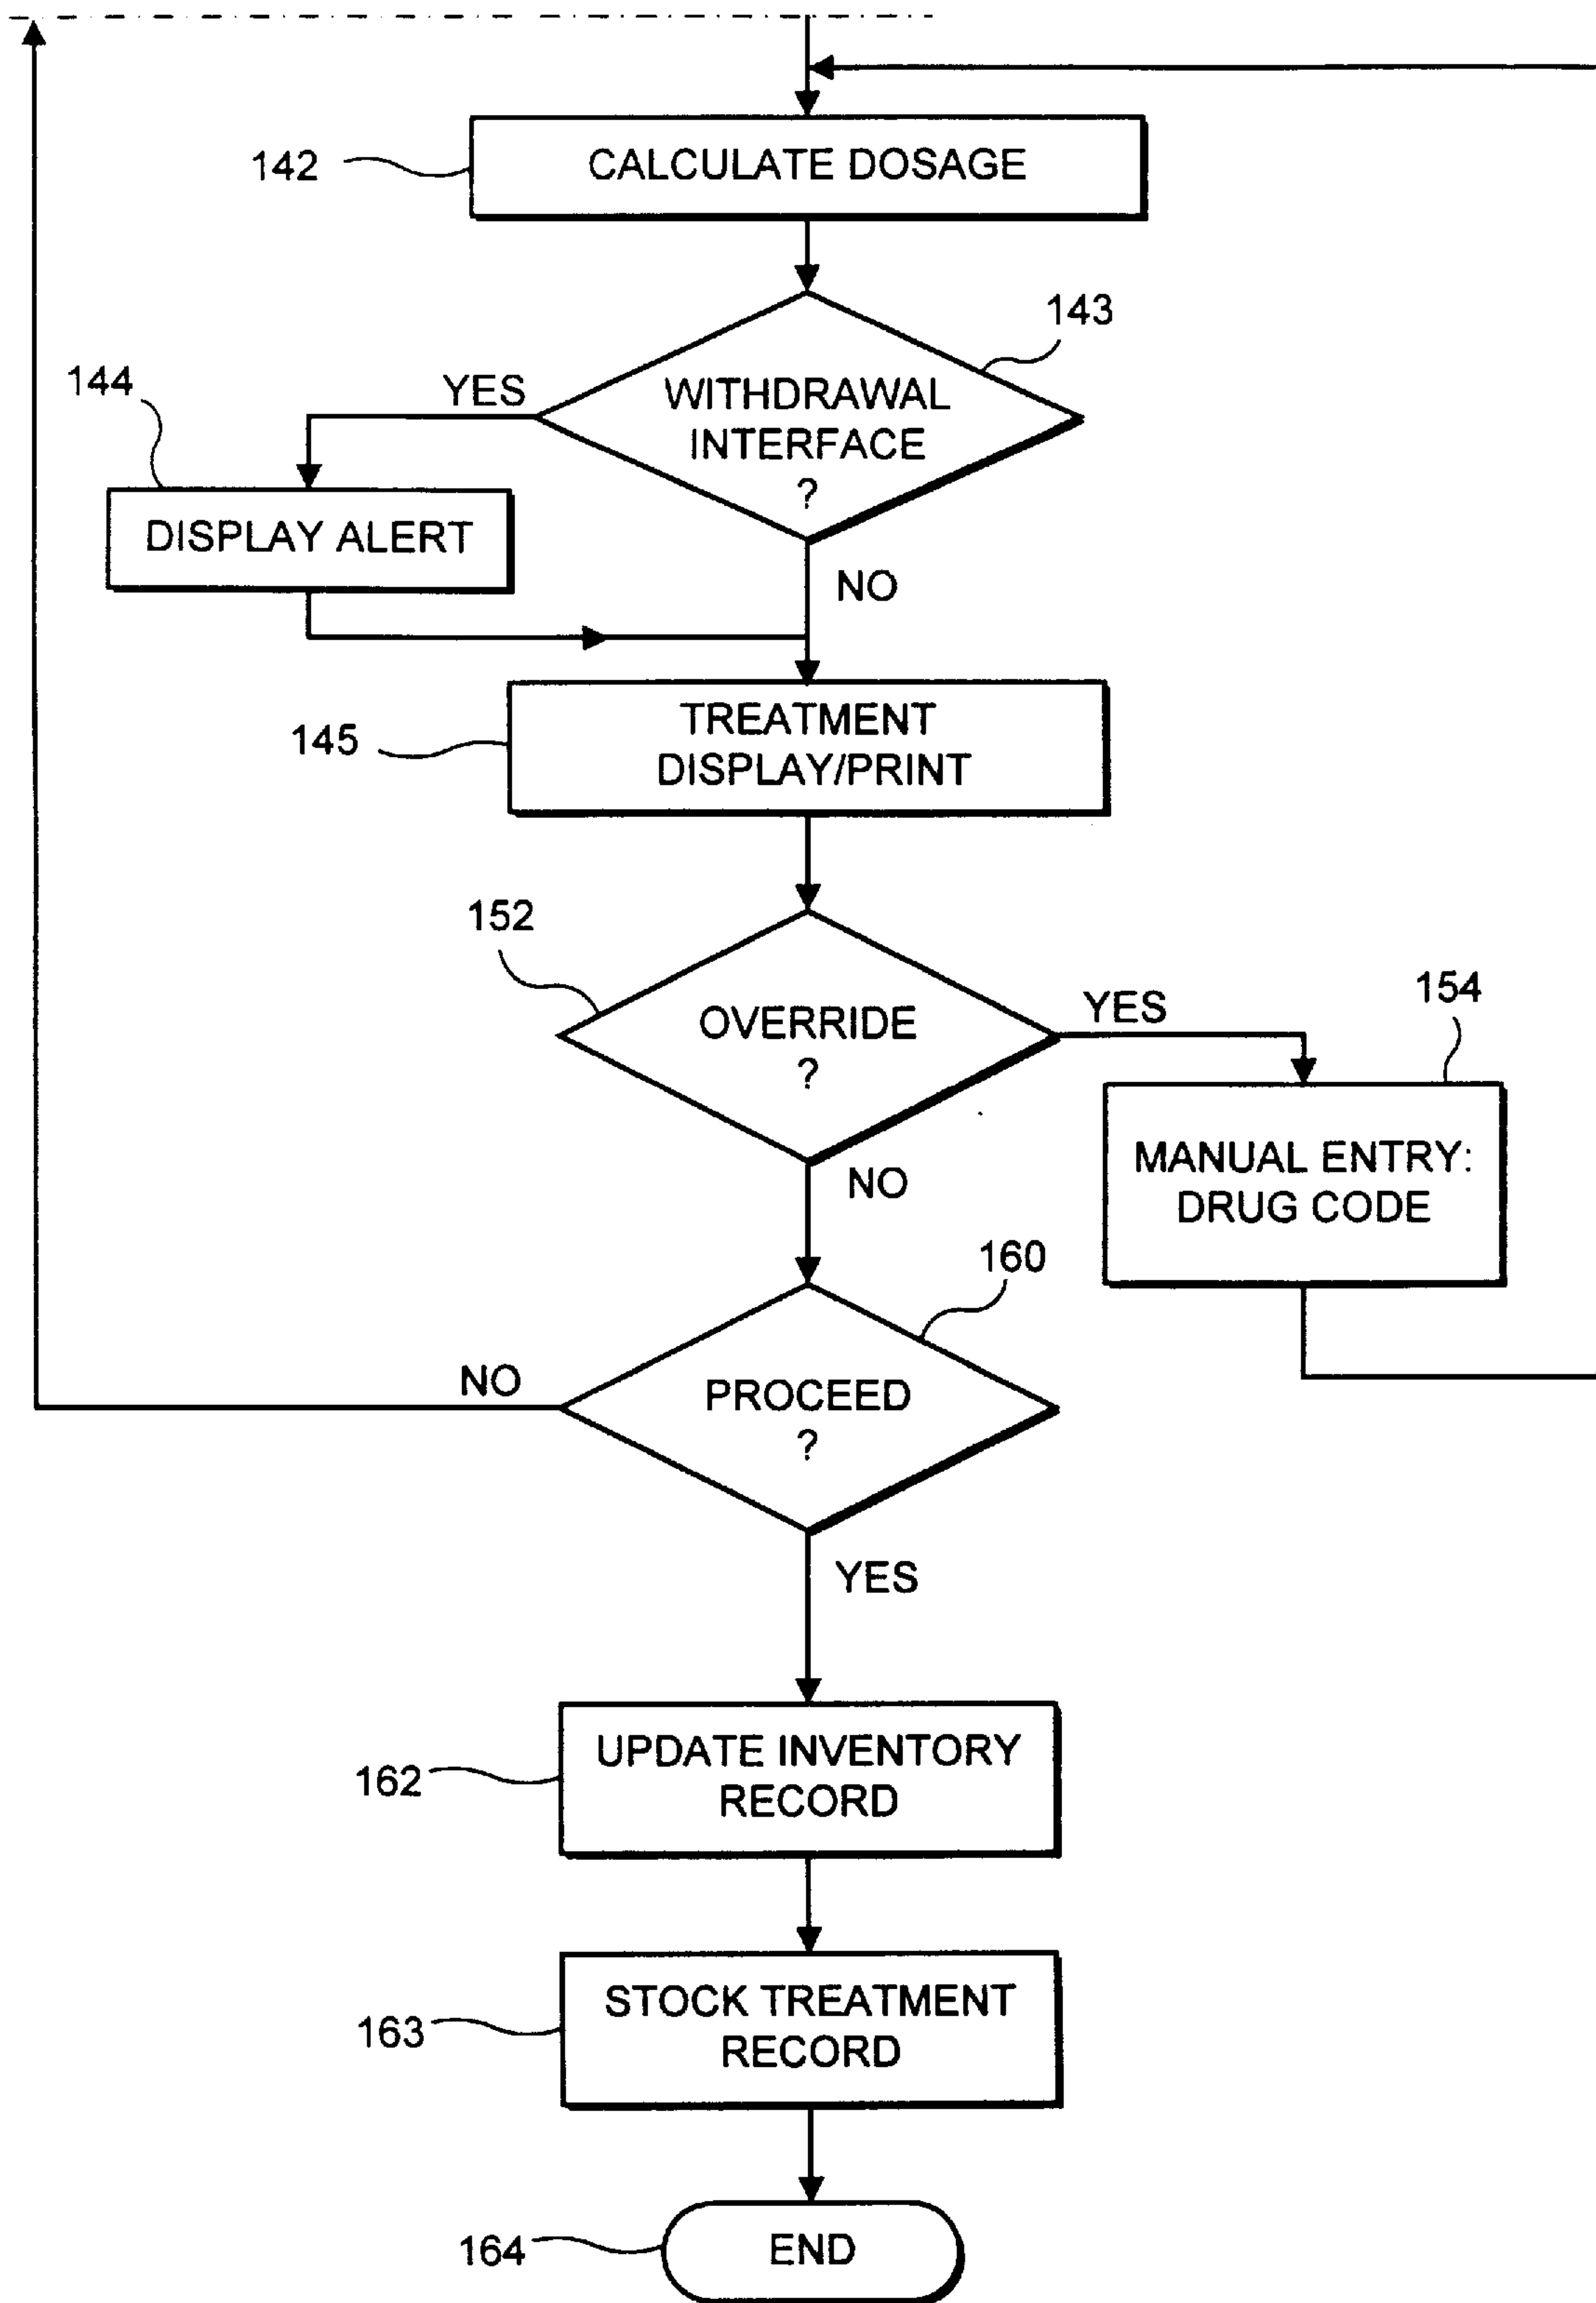 142
CALCULATE DOSAGE
143
144
YES
WITHDRAWAL
INTERFACE
?
DISPLAY ALERT
NO
145
TREATMENT
DISPLAY/PRINT
152
OVERRIDE
?
YES
154
MANUAL ENTRY:
DRUG CODE
NO
160
NO
PROCEED
?
YES
162
UPDATE INVENTORY
RECORD
163
STOCK TREATMENT
RECORD
164
END